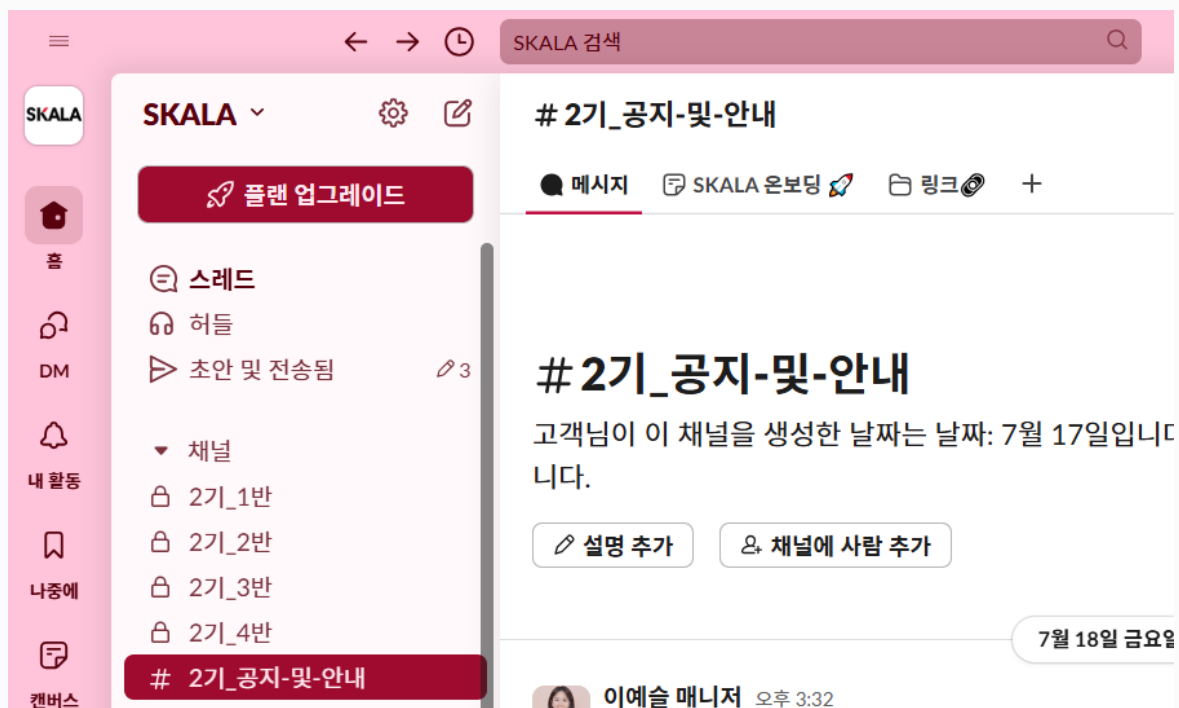 SKALA 검색
SKALA
홈
DM
내 활동
나중에
캔버스
SKALA
플랜 업그레이드
스레드
허들
초안 및 전송됨 3
채널
2기_1반
2기_2반
2기_3반
2기_4반
# 2기_공지-및-안내
# 2기_공지-및-안내
메시지 SKALA 온보딩 🚀 링크 +
# 2기_공지-및-안내
고객님이 이 채널을 생성한 날짜는 날짜: 7월 17일입니다
니다.
설명 추가 채널에 사람 추가
7월 18일 금요일
이예슬 매니저 오후 3:32